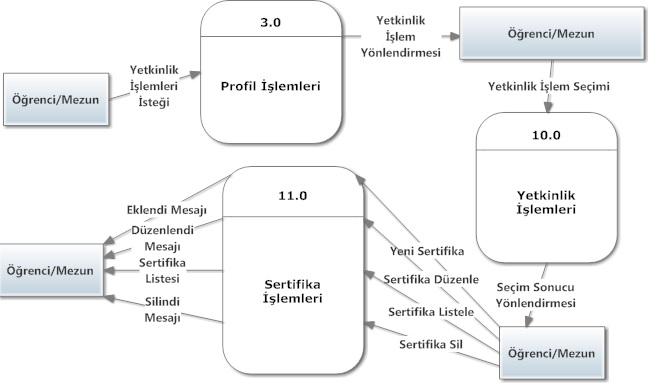 3.0
Profil İşlemleri
Öğrenci/Mezun
Yetkinlik
İşlemleri
İsteği
Yetkinlik
İşlem
Yönlendirmesi
Öğrenci/Mezun
Yetkinlik İşlem Seçimi
10.0
Yetkinlik
İşlemleri
Seçim Sonucu
Yönlendirmesi
Öğrenci/Mezun
Yeni Sertifika
Sertifika Düzenle
Sertifika Listele
Sertifika Sil
11.0
Sertifika
İşlemleri
Eklendi Mesajı
Düzenlendi
Mesajı
Sertifika
Listesi
Silindi
Mesajı
Öğrenci/Mezun